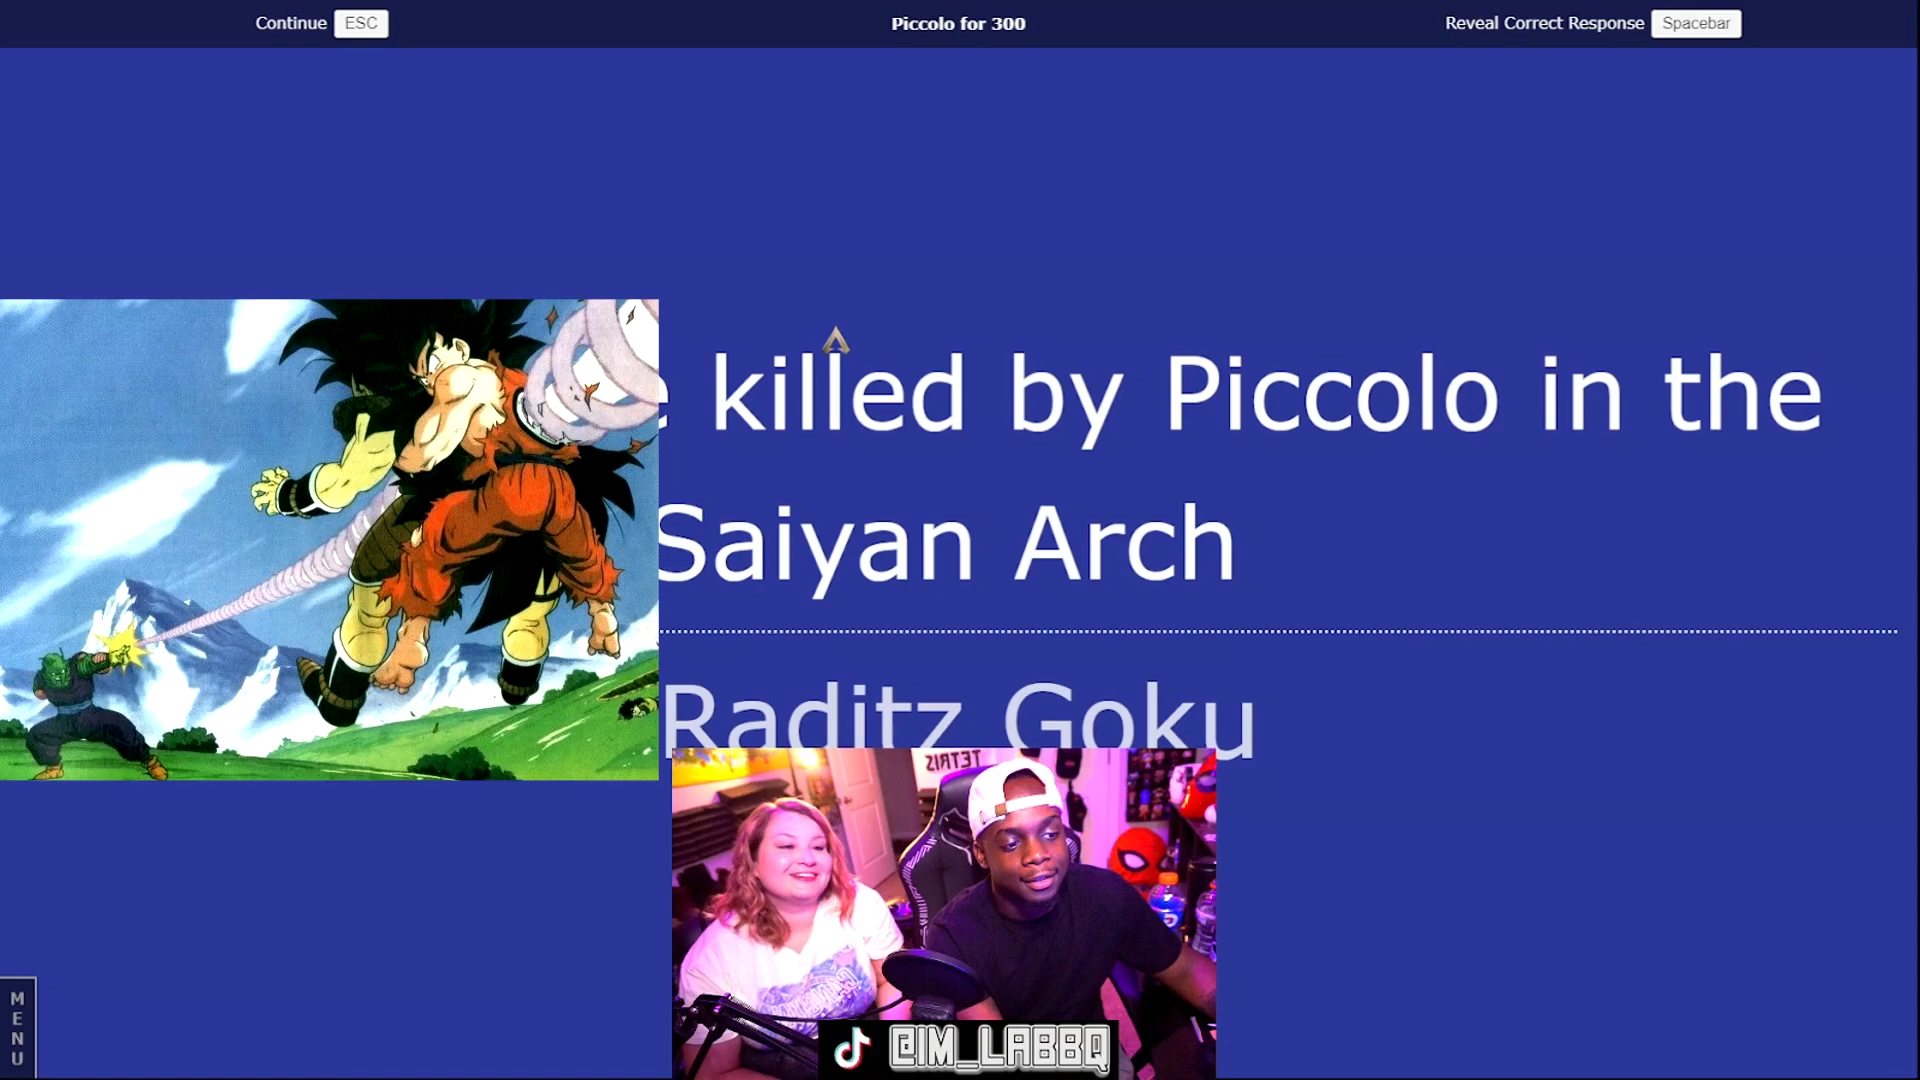 Continue ESC Piccolo for 300 Reveal Correct Response Spacebar
e killed by Piccolo in the
Saiyan Arch
Raditz Goku
TETRIS
@IM_LABBQ
MENU